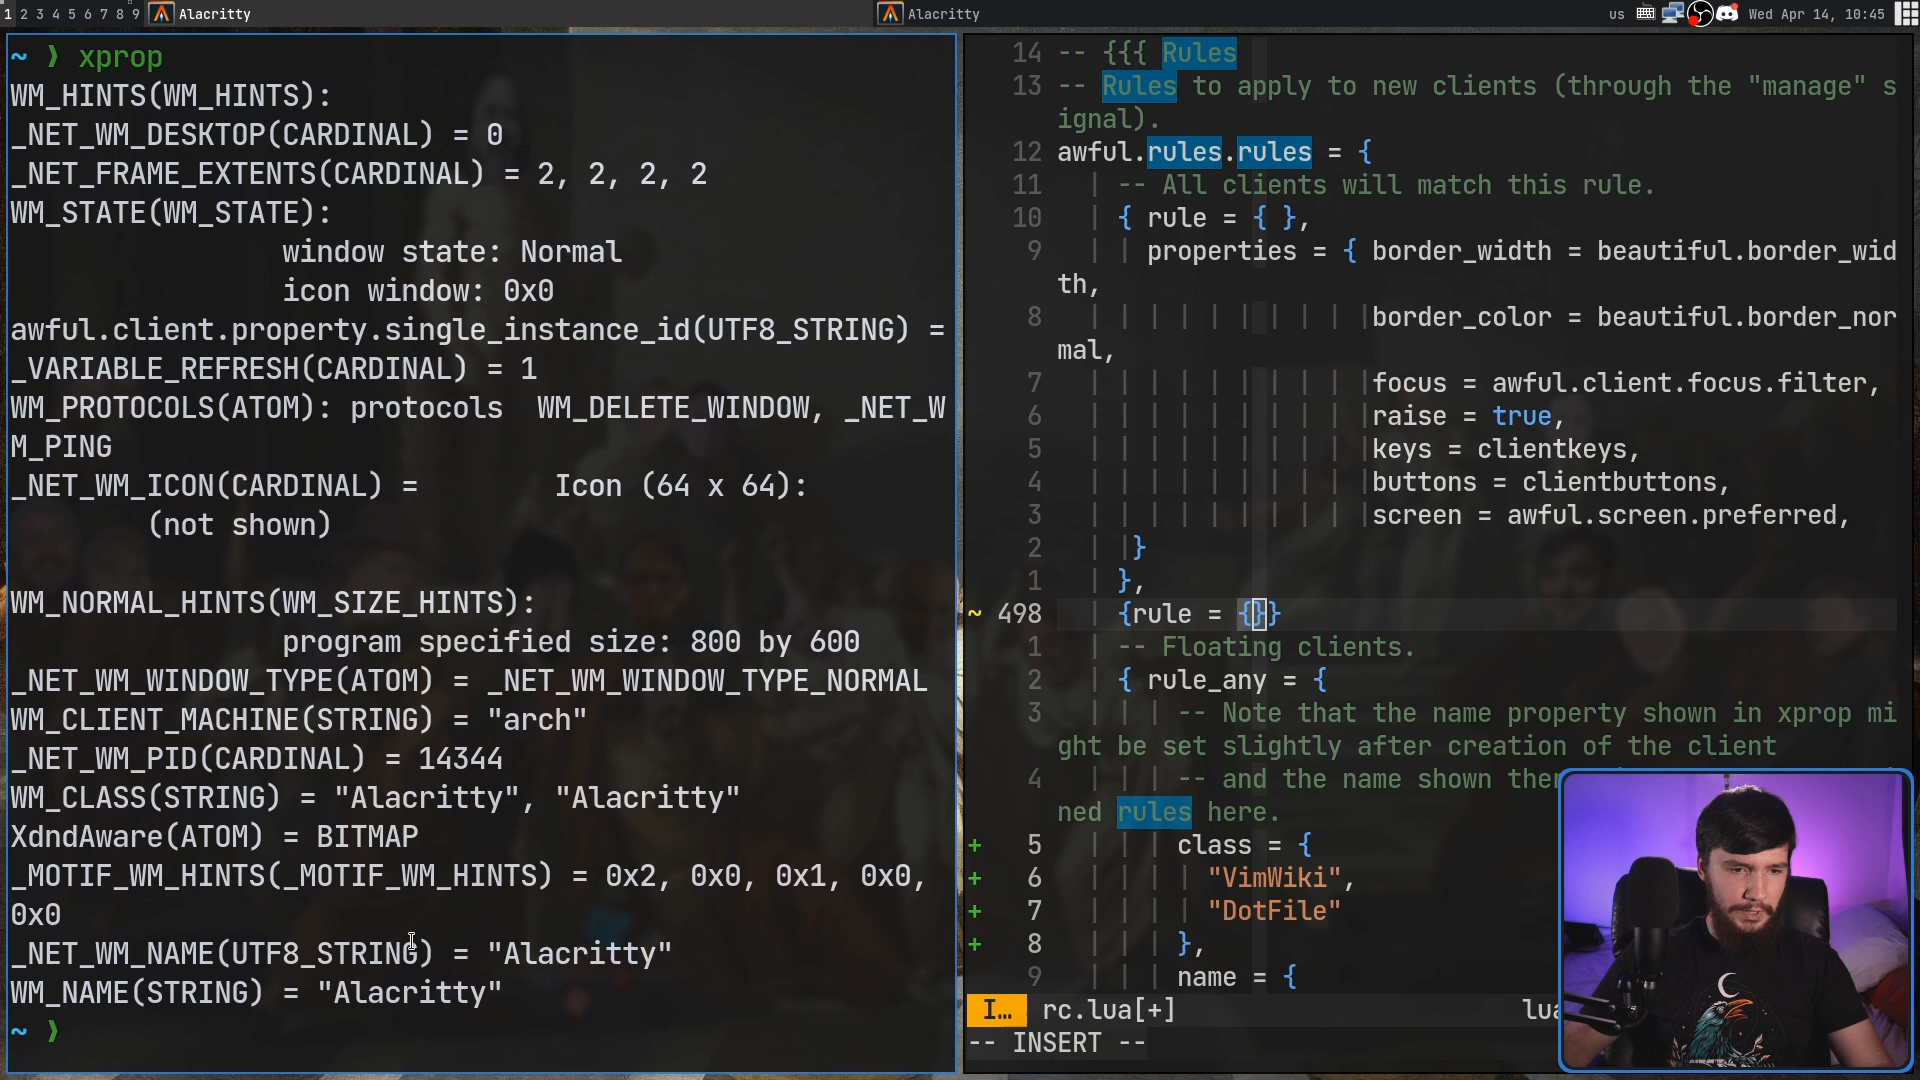 1 2 3 4 5 6 7 8 9 Alacritty Alacritty us Wed Apr 14, 10:45
~ ❯ xprop
WM_HINTS(WM_HINTS):
_NET_WM_DESKTOP(CARDINAL) = 0
_NET_FRAME_EXTENTS(CARDINAL) = 2, 2, 2, 2
WM_STATE(WM_STATE):
window state: Normal
icon window: 0x0
awful.client.property.single_instance_id(UTF8_STRING) =
_VARIABLE_REFRESH(CARDINAL) = 1
WM_PROTOCOLS(ATOM): protocols  WM_DELETE_WINDOW, _NET_W
M_PING
_NET_WM_ICON(CARDINAL) =        Icon (64 x 64):
(not shown)
WM_NORMAL_HINTS(WM_SIZE_HINTS):
program specified size: 800 by 600
_NET_WM_WINDOW_TYPE(ATOM) = _NET_WM_WINDOW_TYPE_NORMAL
WM_CLIENT_MACHINE(STRING) = "arch"
_NET_WM_PID(CARDINAL) = 14344
WM_CLASS(STRING) = "Alacritty", "Alacritty"
XdndAware(ATOM) = BITMAP
_MOTIF_WM_HINTS(_MOTIF_WM_HINTS) = 0x2, 0x0, 0x1, 0x0,
0x0
_NET_WM_NAME(UTF8_STRING) = "Alacritty"
WM_NAME(STRING) = "Alacritty"
~ ❯
14 -- {{{ Rules
13 -- Rules to apply to new clients (through the "manage" s
ignal).
12 awful.rules.rules = {
11 -- All clients will match this rule.
10 { rule = { },
9 properties = { border_width = beautiful.border_wid
th,
8 border_color = beautiful.border_nor
mal,
7 focus = awful.client.focus.filter,
6 raise = true,
5 keys = clientkeys,
4 buttons = clientbuttons,
3 screen = awful.screen.preferred,
2 }
1 },
~ 498 {rule = {}}
1 -- Floating clients.
2 { rule_any = {
3 -- Note that the name property shown in xprop mi
ght be set slightly after creation of the client
4 -- and the name shown ther
ned rules here.
+ 5 class = {
+ 6 "VimWiki",
+ 7 "DotFile"
+ 8 },
9 name = {
I… rc.lua[+] lua
-- INSERT --